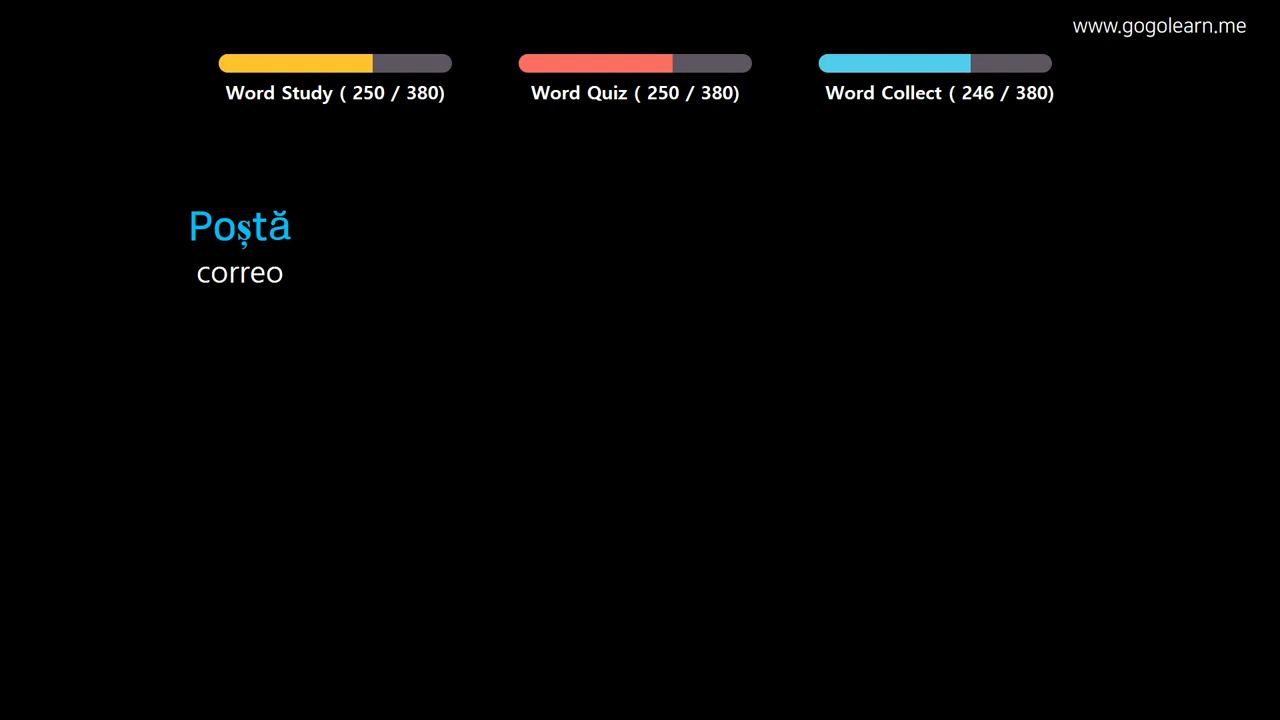 www.gogolearn.me
Word Study ( 250 / 380)
Word Quiz ( 250 / 380)
Word Collect ( 246 / 380)
Poștă
correo